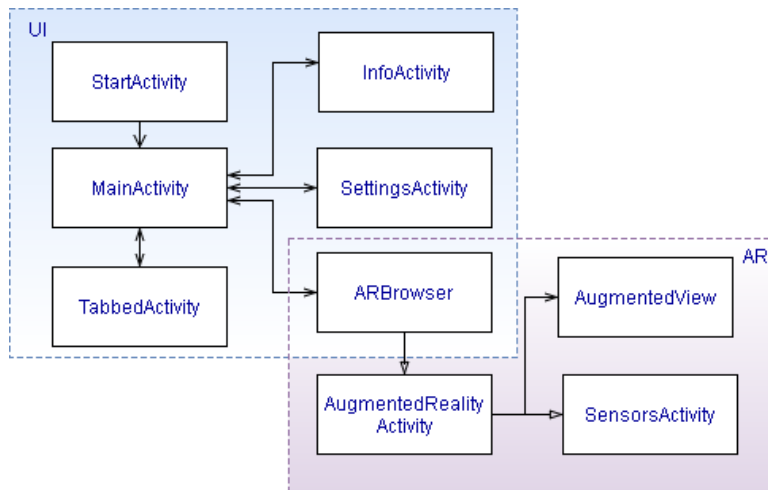 UI
StartActivity
InfoActivity
MainActivity
SettingsActivity
AR
TabbedActivity
ARBrowser
AugmentedView
AugmentedReality
Activity
SensorsActivity